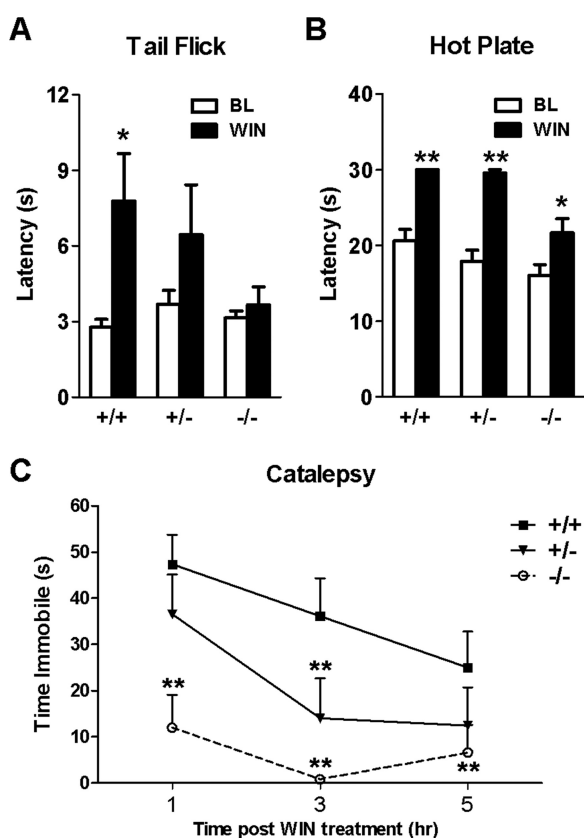 A
Tail Flick
BL
WIN
Latency (s)
12
9
6
3
0
*
+/+ +/- -/-
B
Hot Plate
BL
WIN
Latency (s)
40
30
20
10
0
** ** *
+/+ +/- -/-
C
Catalepsy
+/+
+/-
-/-
Time Immobile (s)
60
50
40
30
20
10
0
**
**
**
**
1 3 5
Time post WIN treatment (hr)